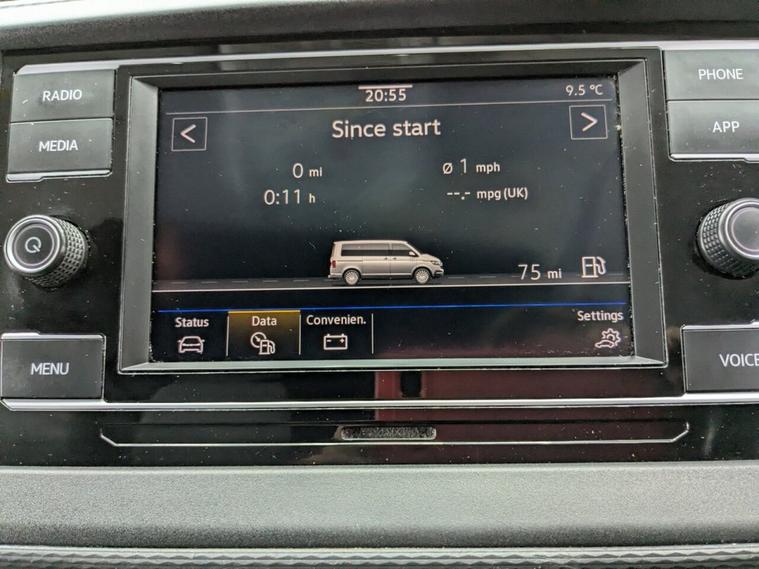 RADIO
MEDIA
MENU
20:55
9.5 °C
<
Since start
>
0 mi
ø 1 mph
0:11 h
--.- mpg (UK)
75 mi
Status
Data
Convenien.
Settings
PHONE
APP
VOICE